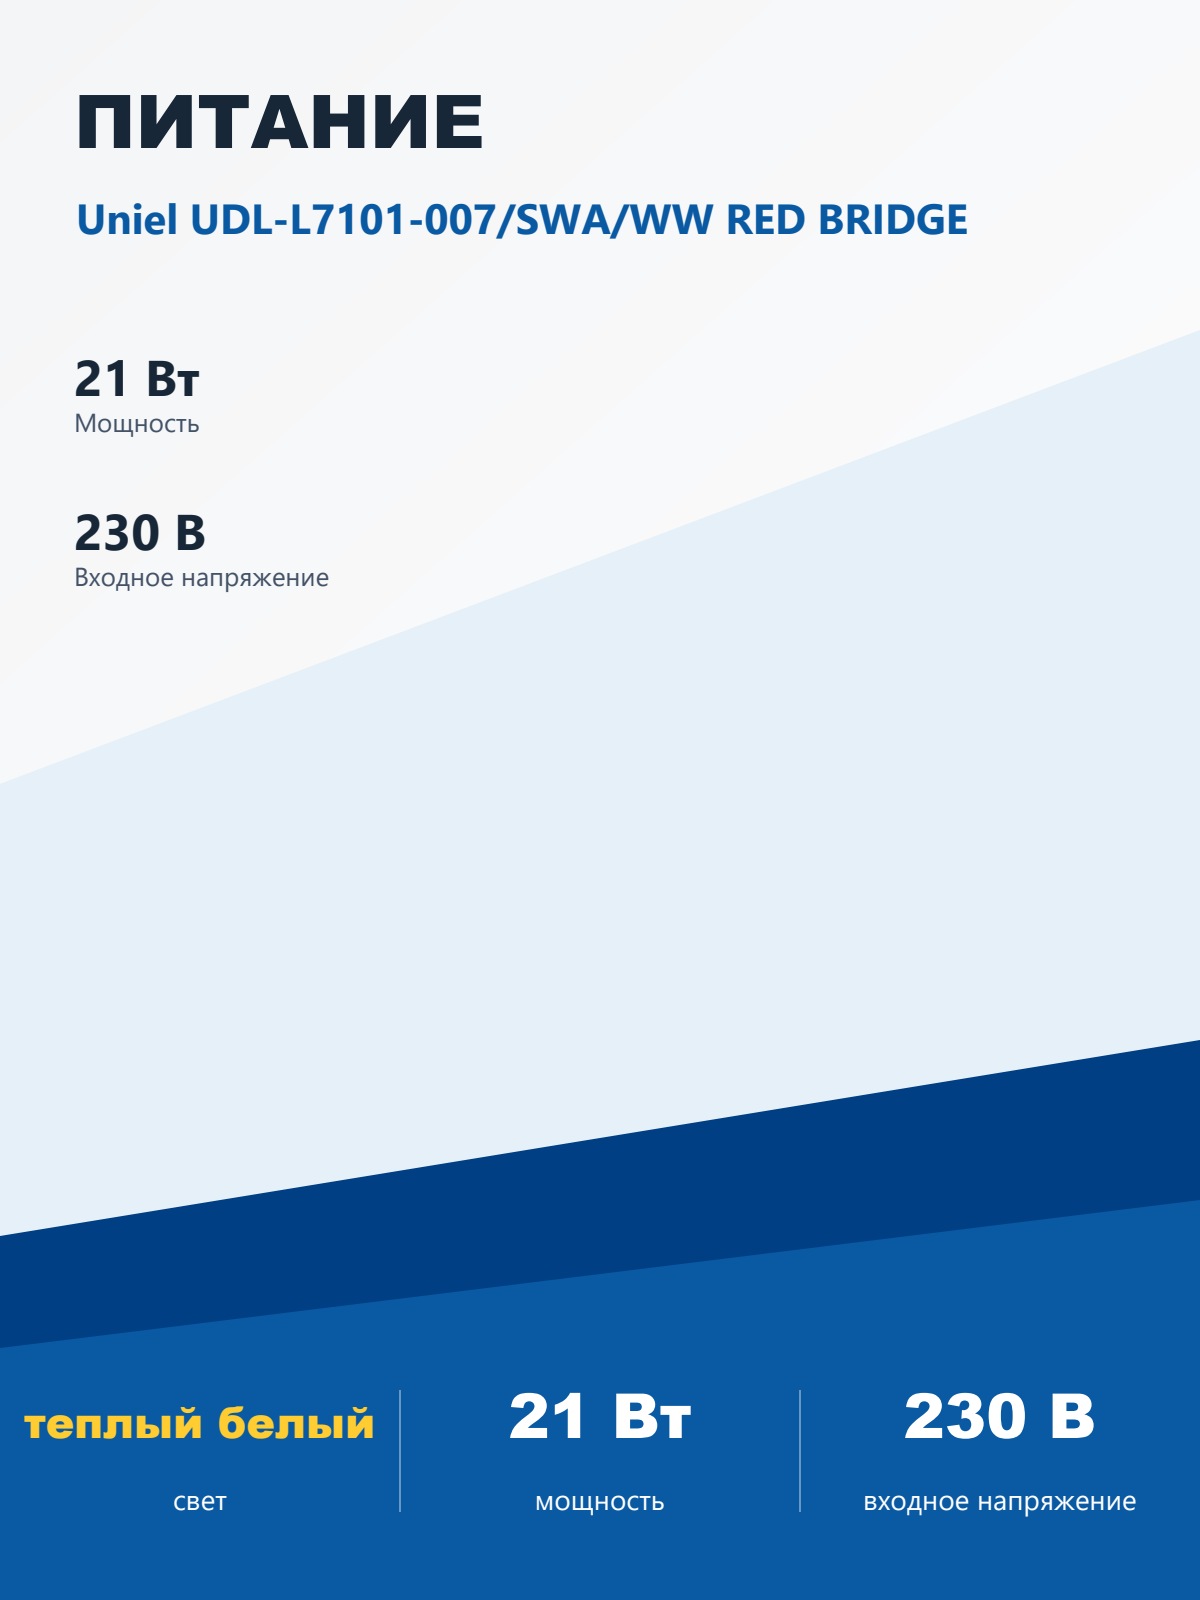 ПИТАНИЕ
Uniel UDL-L7101-007/SWA/WW RED BRIDGE
21 Вт
Мощность
230 В
Входное напряжение
теплый белый
свет
21 Вт
мощность
230 В
входное напряжение